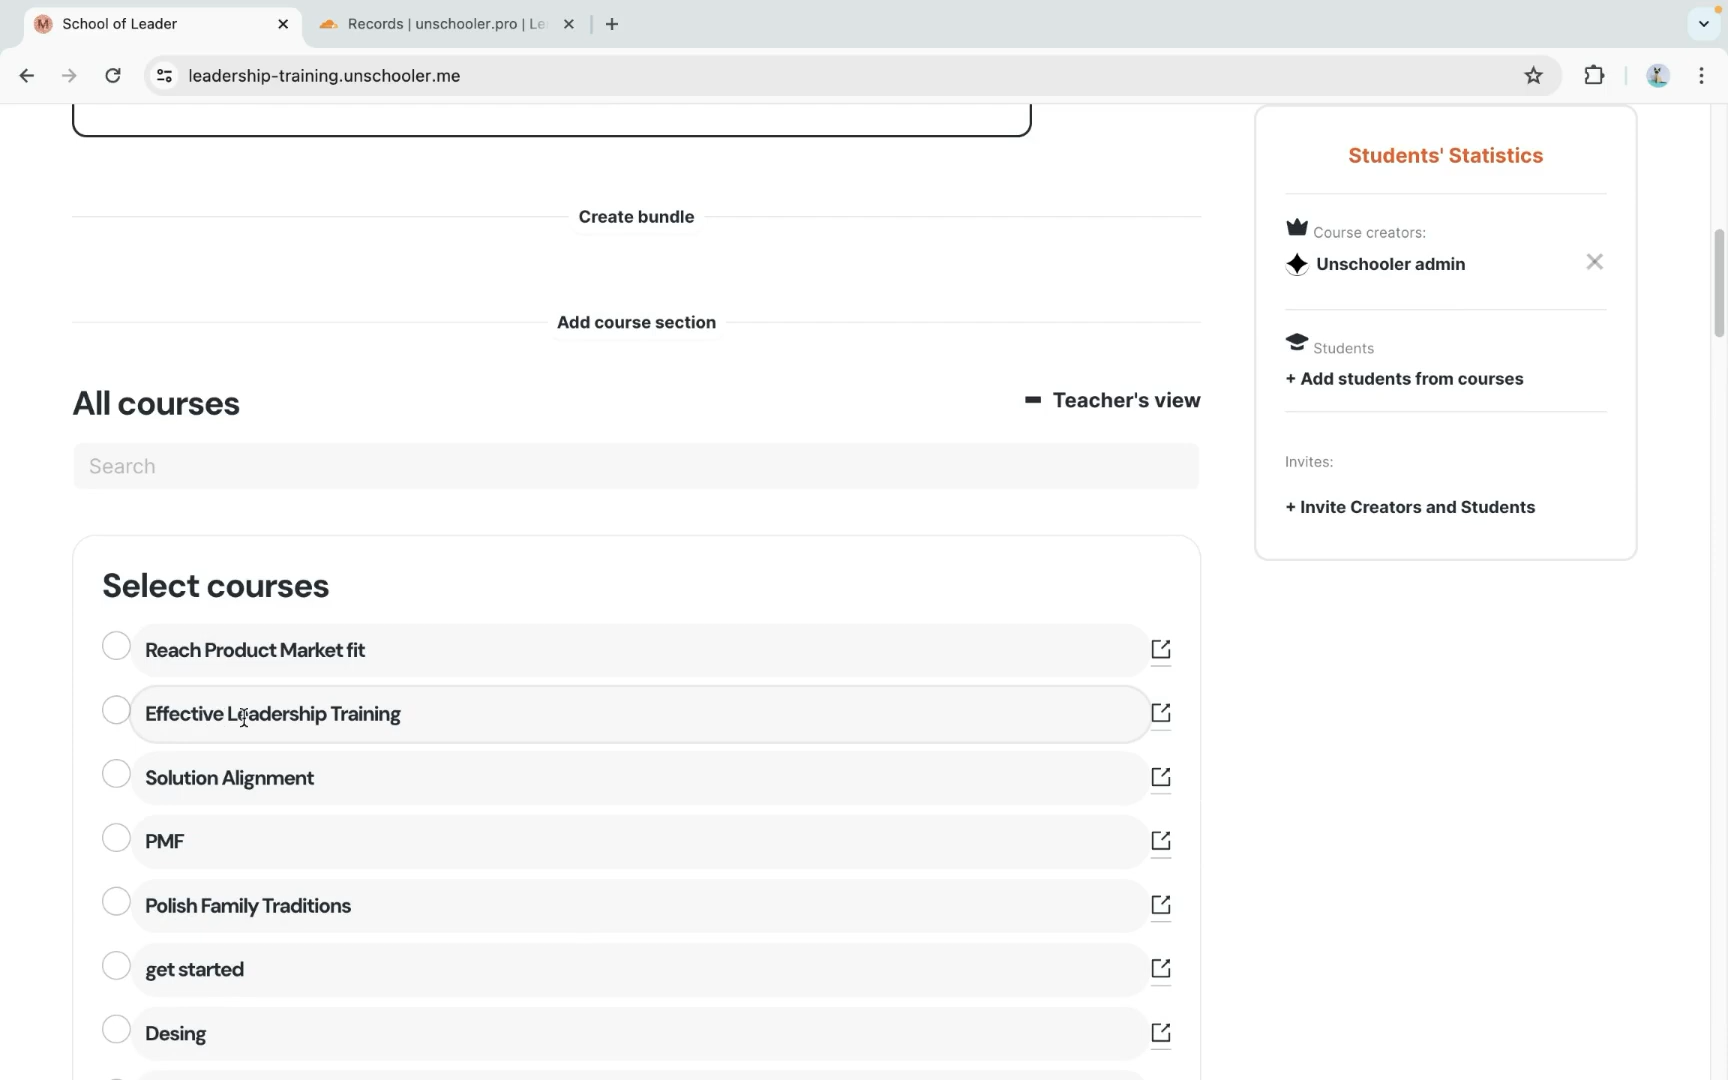 School of Leader
Records | unschooler.pro | Le
leadership-training.unschooler.me
Create bundle
Add course section
All courses
Teacher's view
Search
Select courses
Reach Product Market fit
Effective Leadership Training
Solution Alignment
PMF
Polish Family Traditions
get started
Desing
Students' Statistics
Course creators:
Unschooler admin
Students
+ Add students from courses
Invites:
+ Invite Creators and Students